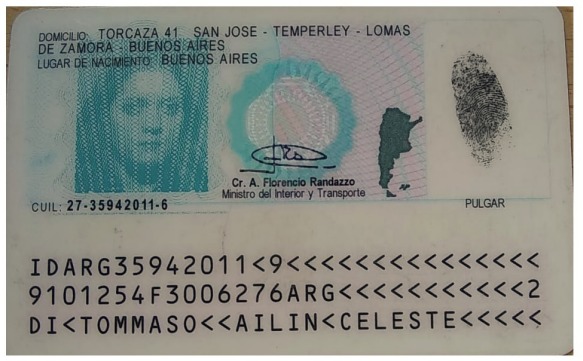 DOMICILIO: TORCAZA 41 SAN JOSE - TEMPERLEY - LOMAS
DE ZAMORA - BUENOS AIRES
LUGAR DE NACIMIENTO: BUENOS AIRES
Cr. A. Florencio Randazzo
Ministro del Interior y Transporte
CUIL: 27-35942011-6
PULGAR
IDARG35942011<9<<<<<<<<<<<<<<<
9101254F3006276ARG<<<<<<<<<<<2
DI<TOMMASO<<AILIN<CELESTE<<<<<